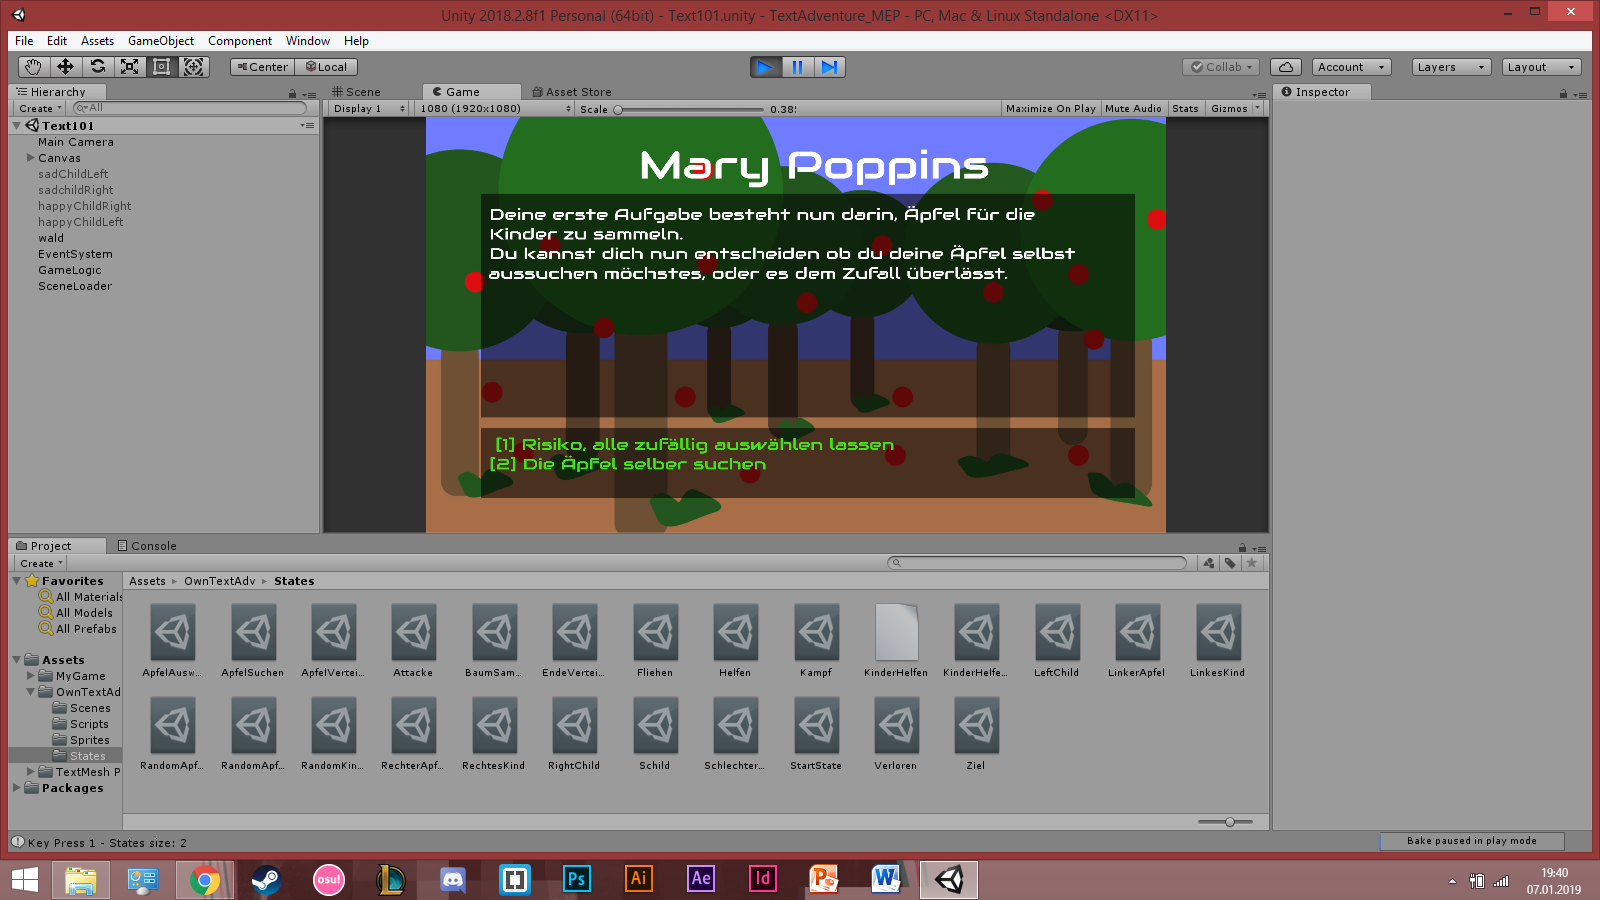 Unity 2018.2.8f1 Personal (64bit) - Text101.unity - TextAdventure_MEP - PC, Mac & Linux Standalone <DX11>
File Edit Assets GameObject Component Window Help
Center Local Collab Account Layers Layout
Hierarchy Scene Game Asset Store Inspector
Create All Display 1 1080 (1920x1080) Scale 0.38 Maximize On Play Mute Audio Stats Gizmos
Text101
Main Camera
Canvas
sadChildLeft
sadchildRight
happyChildRight
happyChildLeft
wald
EventSystem
GameLogic
SceneLoader
Mary Poppins
Deine erste Aufgabe besteht nun darin, Äpfel für die
Kinder zu sammeln.
Du kannst dich nun entscheiden ob du deine Äpfel selbst
aussuchen möchstes, oder es dem Zufall überlässt.
[1] Risiko, alle zufällig auswählen lassen
[2] Die Äpfel selber suchen
Project Console
Create
Favorites
All Materials
All Models
All Prefabs
Assets
MyGame
OwnTextAd
Scenes
Scripts
Sprites
States
TextMesh P
Packages
Assets OwnTextAdv States
ApfelAusw... ApfelSuchen ApfelVertei... Attacke BaumSam... EndeVertei... Fliehen Helfen Kampf KinderHelfen KinderHelfe... LeftChild LinkerApfel LinkesKind
RandomApf... RandomApf... RandomKin... RechterApf... RechtesKind RightChild Schild Schlechter... StartState Verloren Ziel
Key Press 1 - States size: 2
Bake paused in play mode
osu! Ps Ai Ae Id P W
19:40
07.01.2019